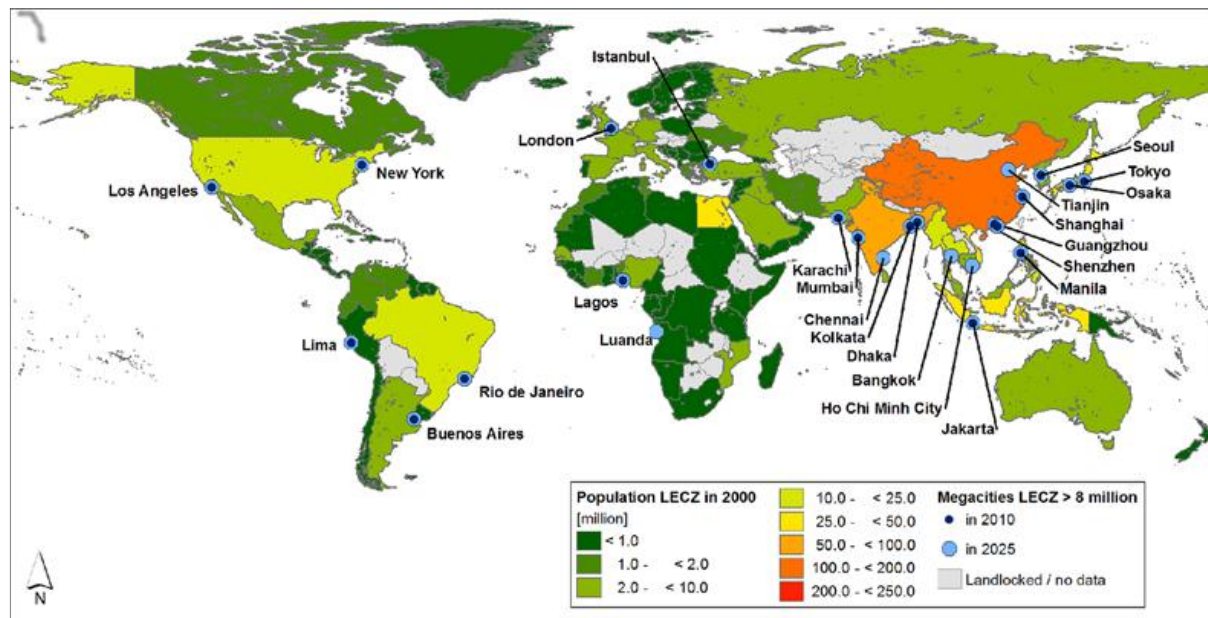 Istanbul
London
New York
Los Angeles
Seoul
Tokyo
Osaka
Tianjin
Shanghai
Guangzhou
Shenzhen
Manila
Karachi
Mumbai
Lagos
Chennai
Kolkata
Luanda
Dhaka
Lima
Bangkok
Rio de Janeiro
Ho Chi Minh City
Buenos Aires
Jakarta
Population LECZ in 2000
[million]
< 1.0
1.0 - < 2.0
2.0 - < 10.0
10.0 - < 25.0
25.0 - < 50.0
50.0 - < 100.0
100.0 - < 200.0
200.0 - < 250.0
Megacities LECZ > 8 million
in 2010
in 2025
Landlocked / no data
N